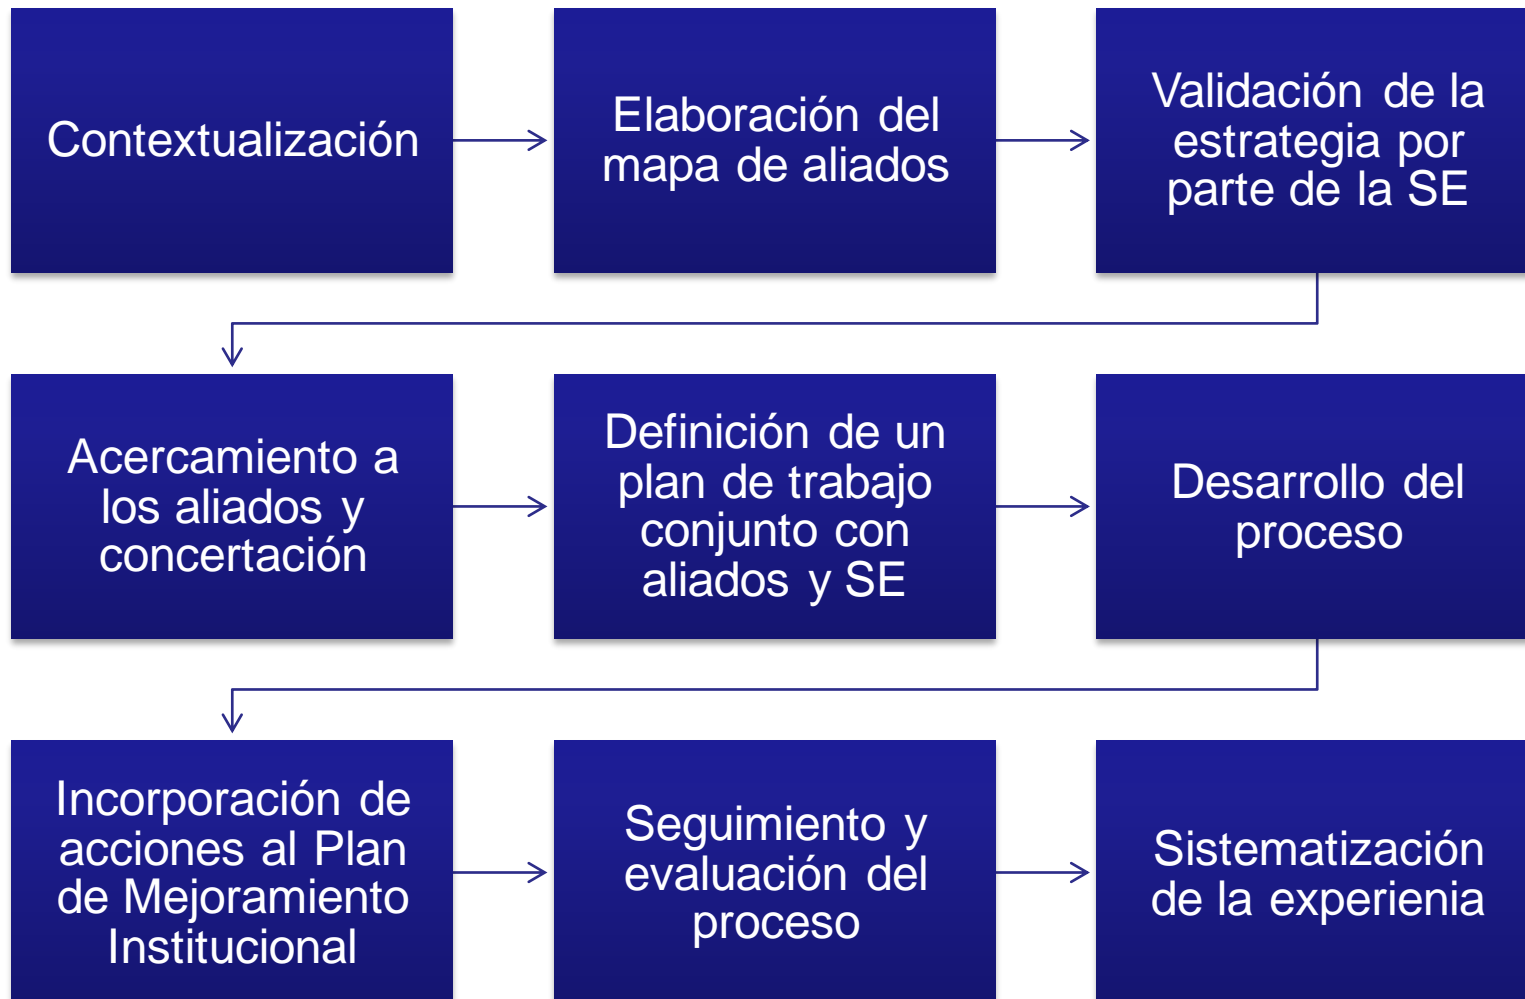 Contextualización
Elaboración del
mapa de aliados
Validación de la
estrategia por
parte de la SE
Acercamiento a
los aliados y
concertación
Definición de un
plan de trabajo
conjunto con
aliados y SE
Desarrollo del
proceso
Incorporación de
acciones al Plan
de Mejoramiento
Institucional
Seguimiento y
evaluación del
proceso
Sistematización
de la experienia